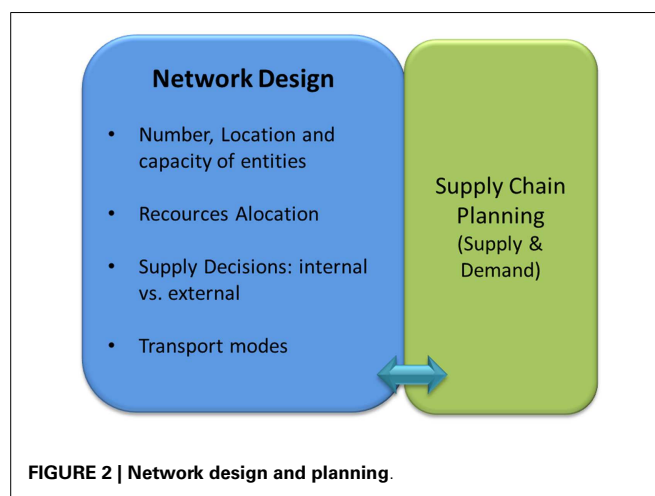 Network Design
• Number, Location and
capacity of entities
• Recources Alocation
• Supply Decisions: internal
vs. external
• Transport modes
Supply Chain
Planning
(Supply &
Demand)
FIGURE 2 | Network design and planning.